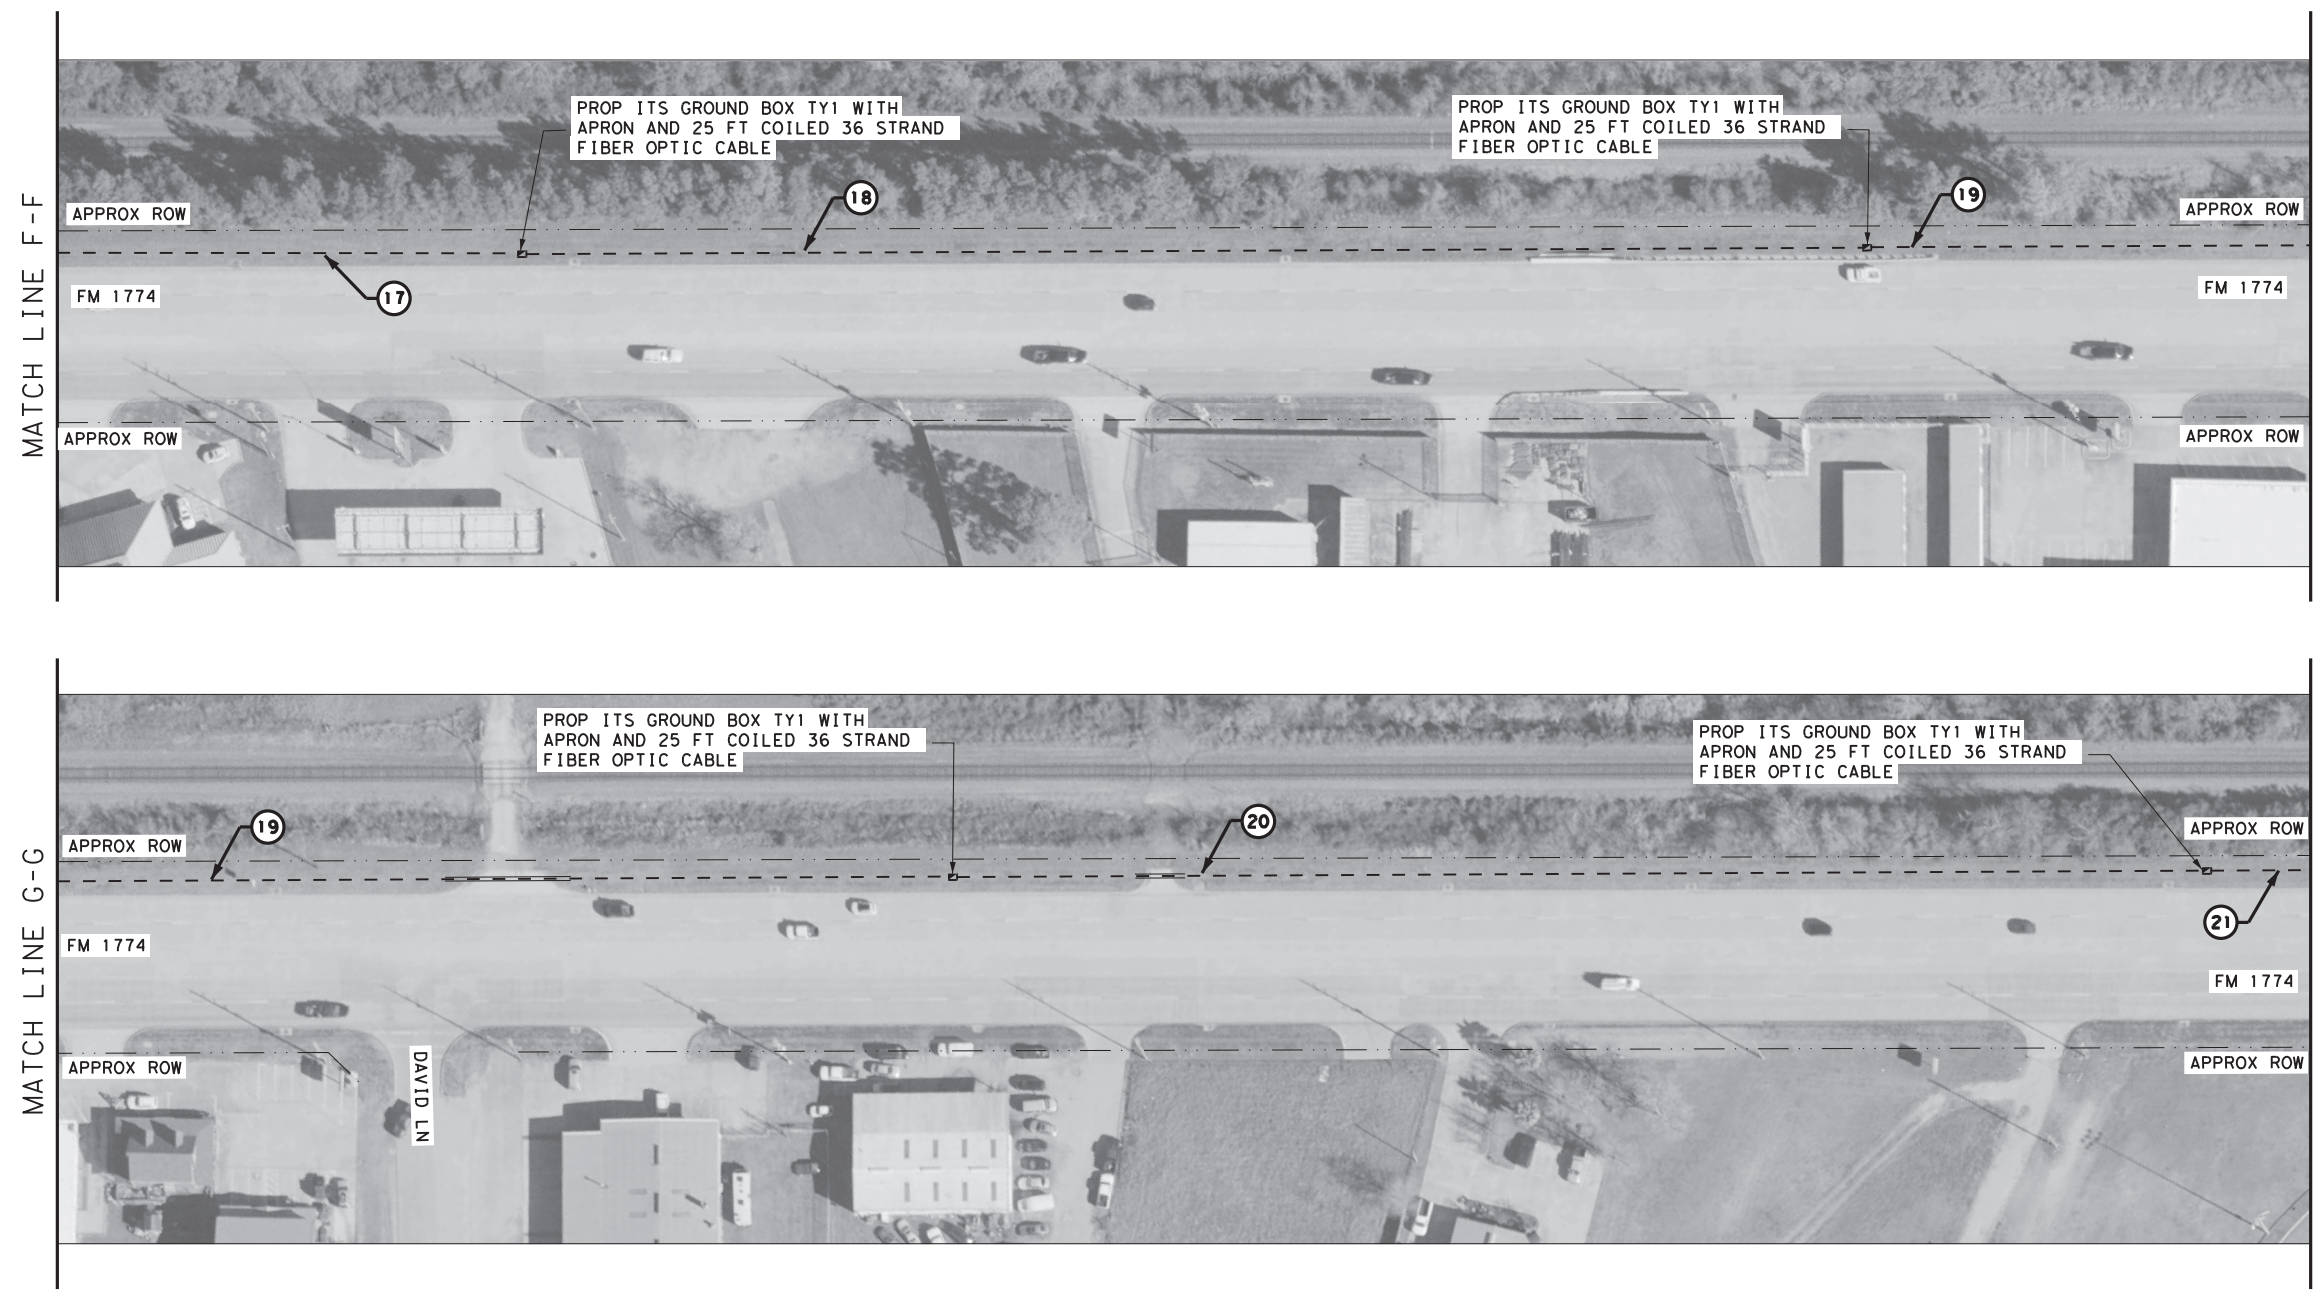 MATCH LINE F-F
PROP ITS GROUND BOX TY1 WITH
APRON AND 25 FT COILED 36 STRAND
FIBER OPTIC CABLE
PROP ITS GROUND BOX TY1 WITH
APRON AND 25 FT COILED 36 STRAND
FIBER OPTIC CABLE
18
19
APPROX ROW
APPROX ROW
FM 1774
17
FM 1774
APPROX ROW
APPROX ROW
MATCH LINE G-G
PROP ITS GROUND BOX TY1 WITH
APRON AND 25 FT COILED 36 STRAND
FIBER OPTIC CABLE
PROP ITS GROUND BOX TY1 WITH
APRON AND 25 FT COILED 36 STRAND
FIBER OPTIC CABLE
19
20
APPROX ROW
APPROX ROW
21
FM 1774
FM 1774
APPROX ROW
DAVID LN
APPROX ROW